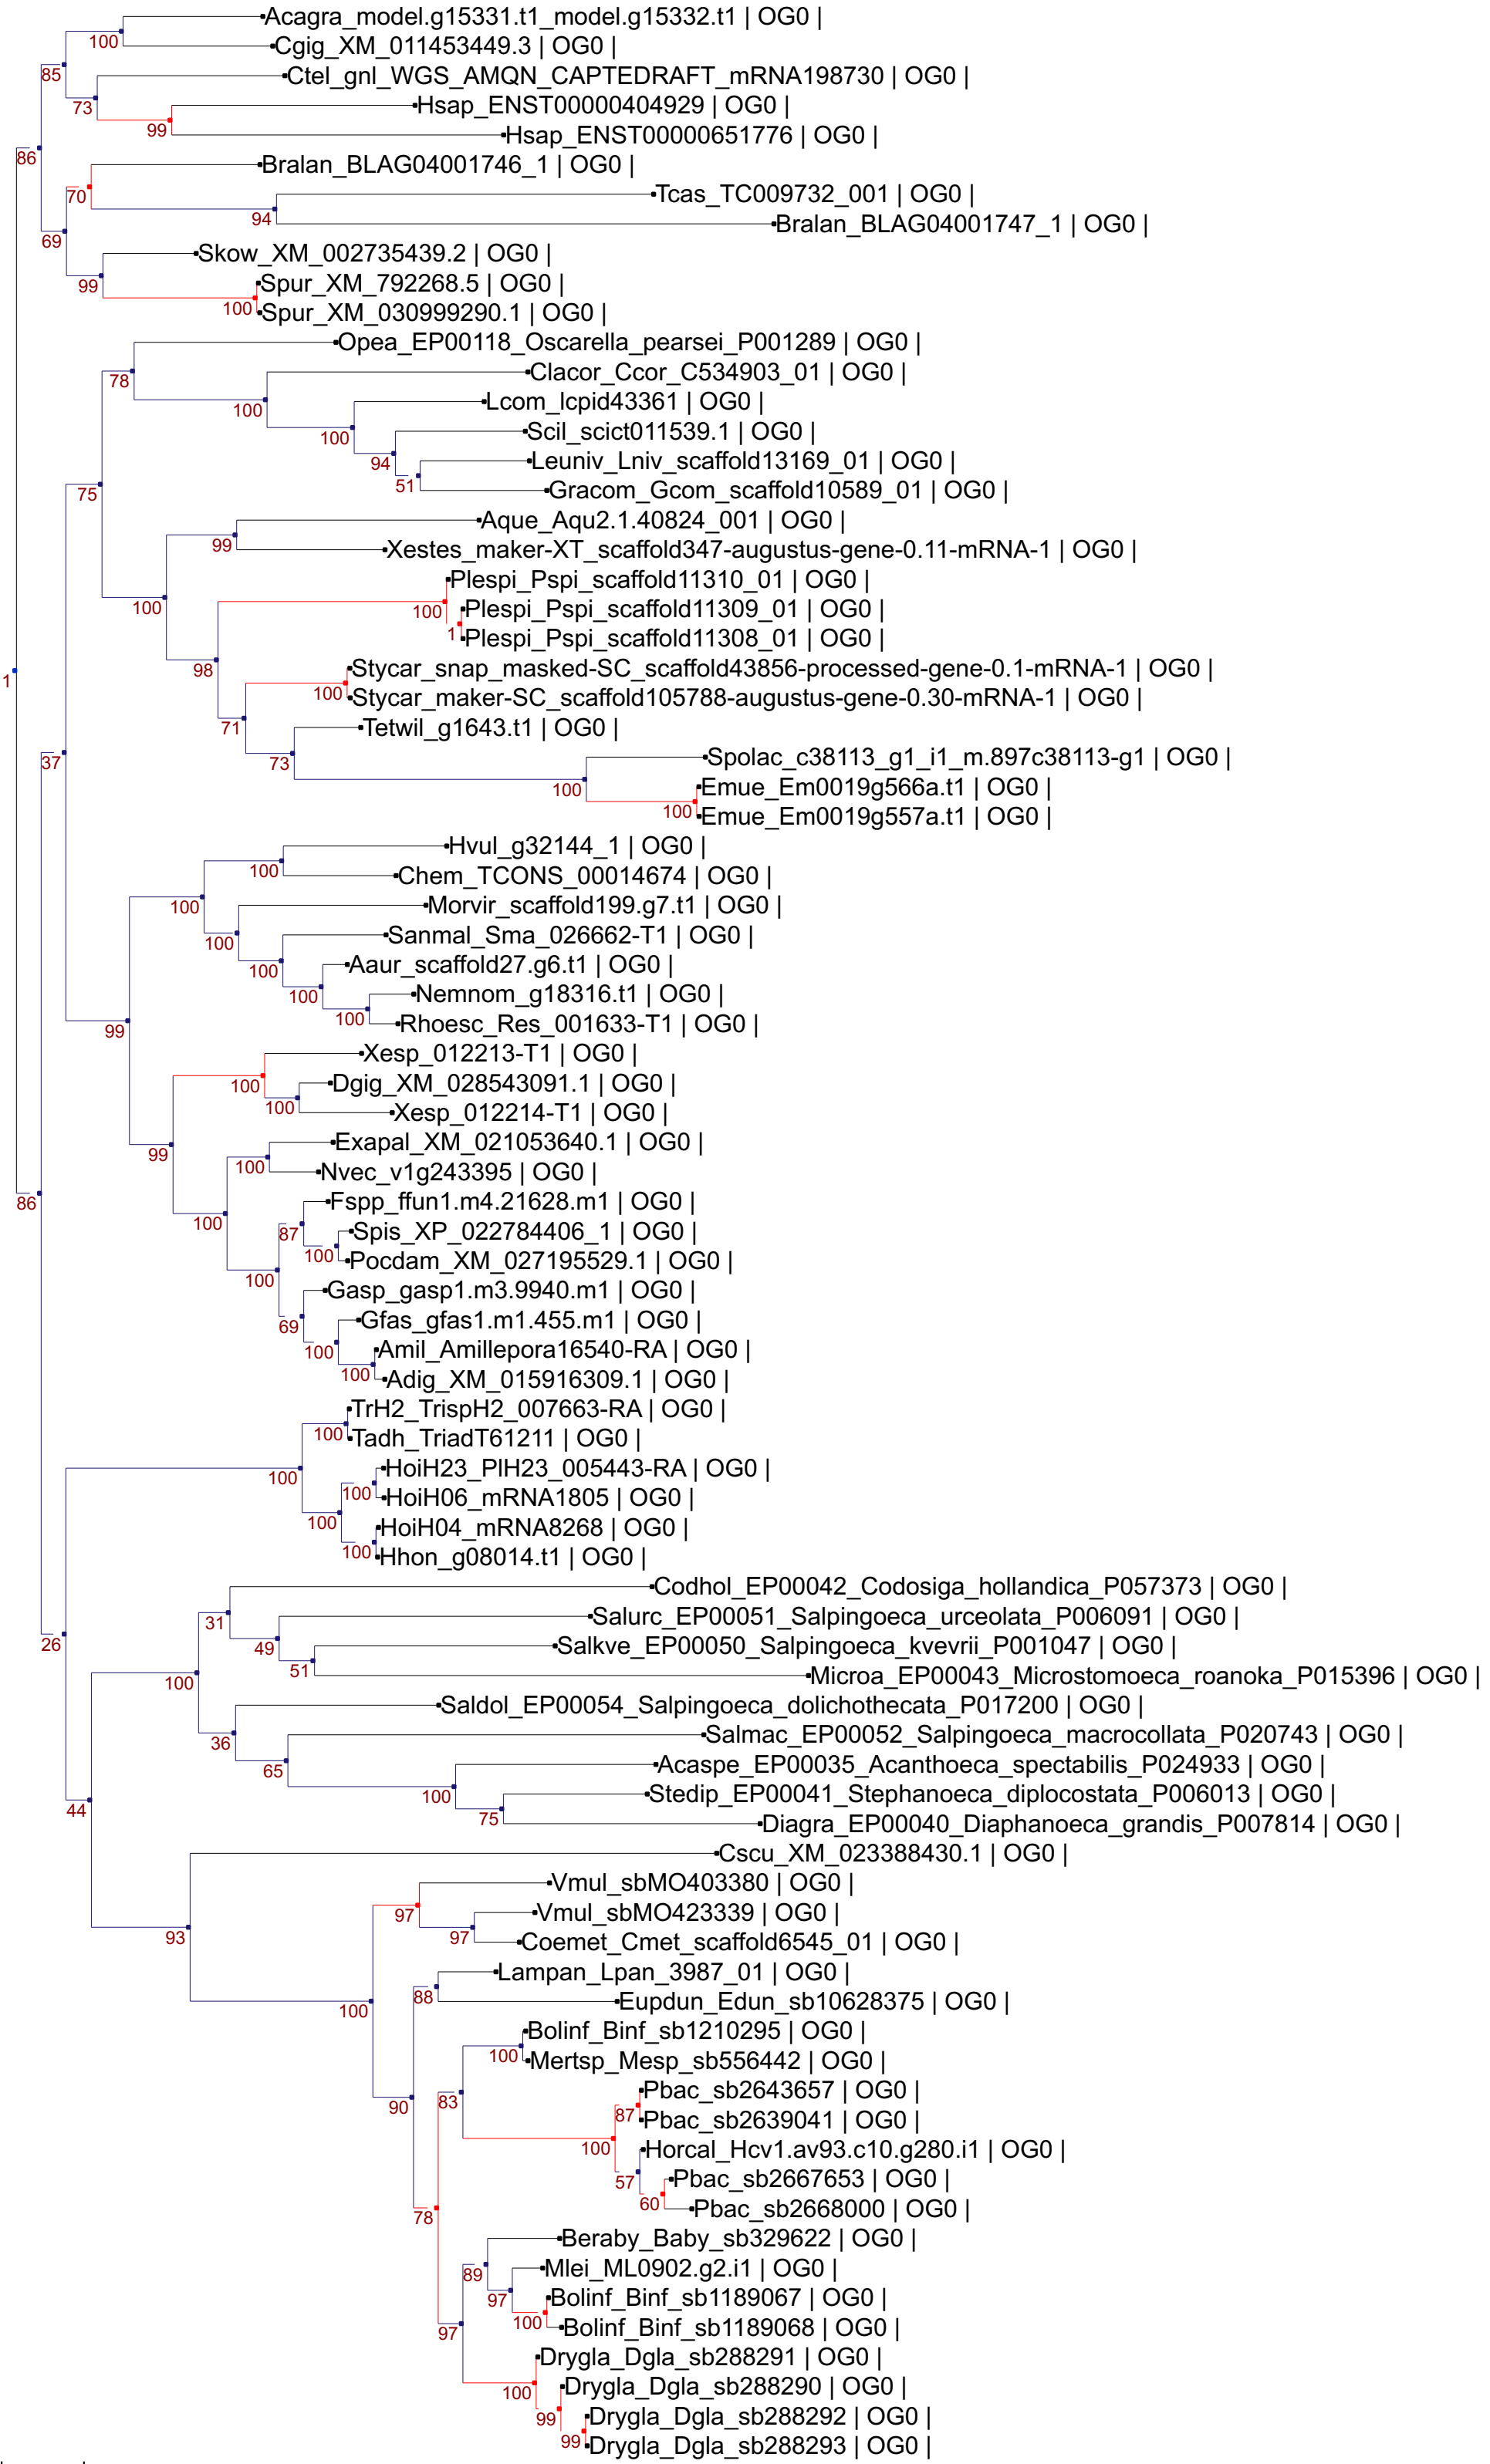 Acagra_model.g15331.t1_model.g15332.t1 | OG0 |
100
Cgig_XM_011453449.3 | OG0 |
85
Ctel_gnl_WGS_AMQN_CAPTEDRAFT_mRNA198730 | OG0 |
73
Hsap_ENST00000404929 | OG0 |
99
Hsap_ENST00000651776 | OG0 |
86
Bralan_BLAG04001746_1 | OG0 |
70
Tcas_TC009732_001 | OG0 |
94
Bralan_BLAG04001747_1 | OG0 |
69
Skow_XM_002735439.2 | OG0 |
99
Spur_XM_792268.5 | OG0 |
100
Spur_XM_030999290.1 | OG0 |
Opea_EP00118_Oscarella_pearsei_P001289 | OG0 |
78
Clacor_Ccor_C534903_01 | OG0 |
100
Lcom_lcpid43361 | OG0 |
100
Scil_scict011539.1 | OG0 |
94
Leuniv_Lniv_scaffold13169_01 | OG0 |
51
Gracom_Gcom_scaffold10589_01 | OG0 |
75
Aque_Aqu2.1.40824_001 | OG0 |
99
Xestes_maker-XT_scaffold347-augustus-gene-0.11-mRNA-1 | OG0 |
Plespi_Pspi_scaffold11310_01 | OG0 |
100
100
Plespi_Pspi_scaffold11309_01 | OG0 |
1
Plespi_Pspi_scaffold11308_01 | OG0 |
98
Stycar_snap_masked-SC_scaffold43856-processed-gene-0.1-mRNA-1 | OG0 |
1
100
Stycar_maker-SC_scaffold105788-augustus-gene-0.30-mRNA-1 | OG0 |
71
Tetwil_g1643.t1 | OG0 |
37
73
Spolac_c38113_g1_i1_m.897c38113-g1 | OG0 |
100
Emue_Em0019g566a.t1 | OG0 |
100
Emue_Em0019g557a.t1 | OG0 |
Hvul_g32144_1 | OG0 |
100
Chem_TCONS_00014674 | OG0 |
100
Morvir_scaffold199.g7.t1 | OG0 |
100
Sanmal_Sma_026662-T1 | OG0 |
100
Aaur_scaffold27.g6.t1 | OG0 |
100
Nemnom_g18316.t1 | OG0 |
100
Rhoesc_Res_001633-T1 | OG0 |
99
Xesp_012213-T1 | OG0 |
100
Dgig_XM_028543091.1 | OG0 |
100
Xesp_012214-T1 | OG0 |
99
Exapal_XM_021053640.1 | OG0 |
100
Nvec_v1g243395 | OG0 |
86
Fspp_ffun1.m4.21628.m1 | OG0 |
100
87
Spis_XP_022784406_1 | OG0 |
100
Pocdam_XM_027195529.1 | OG0 |
100
Gasp_gasp1.m3.9940.m1 | OG0 |
69
Gfas_gfas1.m1.455.m1 | OG0 |
100
Amil_Amillepora16540-RA | OG0 |
100
Adig_XM_015916309.1 | OG0 |
TrH2_TrispH2_007663-RA | OG0 |
100
Tadh_TriadT61211 | OG0 |
100
HoiH23_PlH23_005443-RA | OG0 |
100
HoiH06_mRNA1805 | OG0 |
100
HoiH04_mRNA8268 | OG0 |
100
Hhon_g08014.t1 | OG0 |
Codhol_EP00042_Codosiga_hollandica_P057373 | OG0 |
31
Salurc_EP00051_Salpingoeca_urceolata_P006091 | OG0 |
26
49
Salkve_EP00050_Salpingoeca_kvevrii_P001047 | OG0 |
51
Microa_EP00043_Microstomoeca_roanoka_P015396 | OG0 |
100
Saldol_EP00054_Salpingoeca_dolichothecata_P017200 | OG0 |
36
Salmac_EP00052_Salpingoeca_macrocollata_P020743 | OG0 |
65
Acaspe_EP00035_Acanthoeca_spectabilis_P024933 | OG0 |
100
Stedip_EP00041_Stephanoeca_diplocostata_P006013 | OG0 |
44
75
Diagra_EP00040_Diaphanoeca_grandis_P007814 | OG0 |
Cscu_XM_023388430.1 | OG0 |
Vmul_sbMO403380 | OG0 |
97
Vmul_sbMO423339 | OG0 |
93
97
Coemet_Cmet_scaffold6545_01 | OG0 |
Lampan_Lpan_3987_01 | OG0 |
88
Eupdun_Edun_sb10628375 | OG0 |
100
Bolinf_Binf_sb1210295 | OG0 |
100
Mertsp_Mesp_sb556442 | OG0 |
Pbac_sb2643657 | OG0 |
90
83
87
Pbac_sb2639041 | OG0 |
100
Horcal_Hcv1.av93.c10.g280.i1 | OG0 |
57
Pbac_sb2667653 | OG0 |
60
Pbac_sb2668000 | OG0 |
78
Beraby_Baby_sb329622 | OG0 |
89
Mlei_ML0902.g2.i1 | OG0 |
97
Bolinf_Binf_sb1189067 | OG0 |
100
Bolinf_Binf_sb1189068 | OG0 |
97
Drygla_Dgla_sb288291 | OG0 |
100
Drygla_Dgla_sb288290 | OG0 |
99
Drygla_Dgla_sb288292 | OG0 |
99
Drygla_Dgla_sb288293 | OG0 |